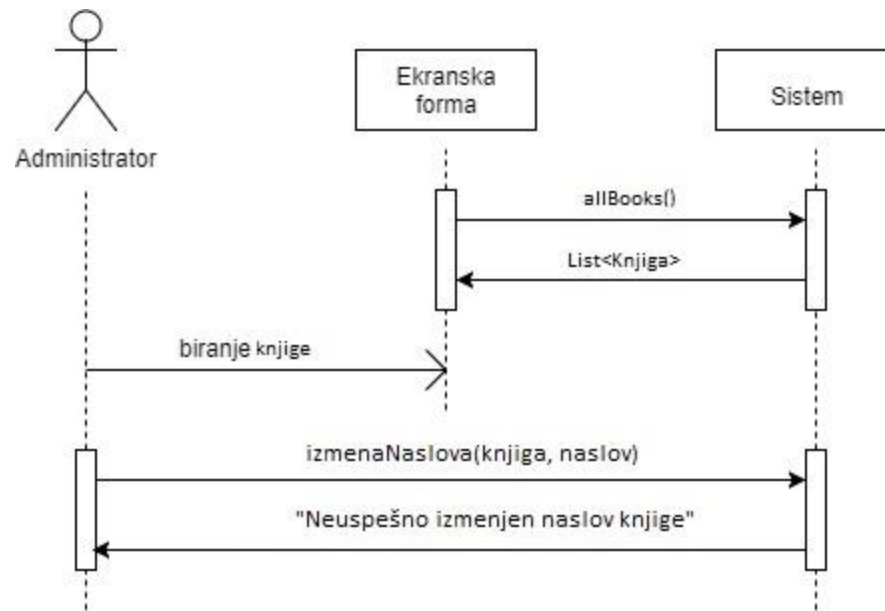 Ekranska
forma
Sistem
Administrator
allBooks()
List<Knjiga>
biranje knjige
izmenaNaslova(knjiga, naslov)
"Neuspešno izmenjen naslov knjige"